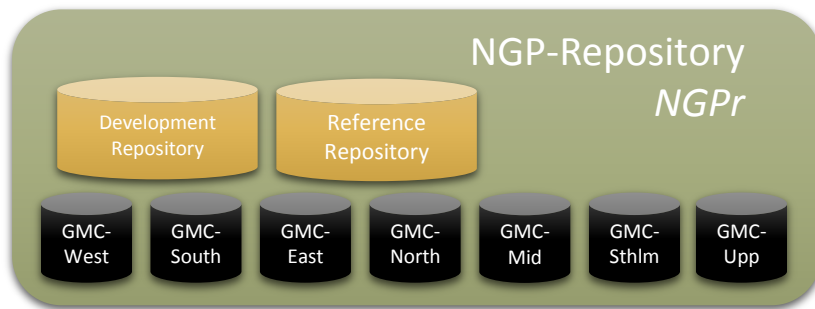 NGP-Repository
NGPr
Development
Repository
Reference
Repository
GMC-
West
GMC-
South
GMC-
East
GMC-
North
GMC-
Mid
GMC-
Sthlm
GMC-
Upp